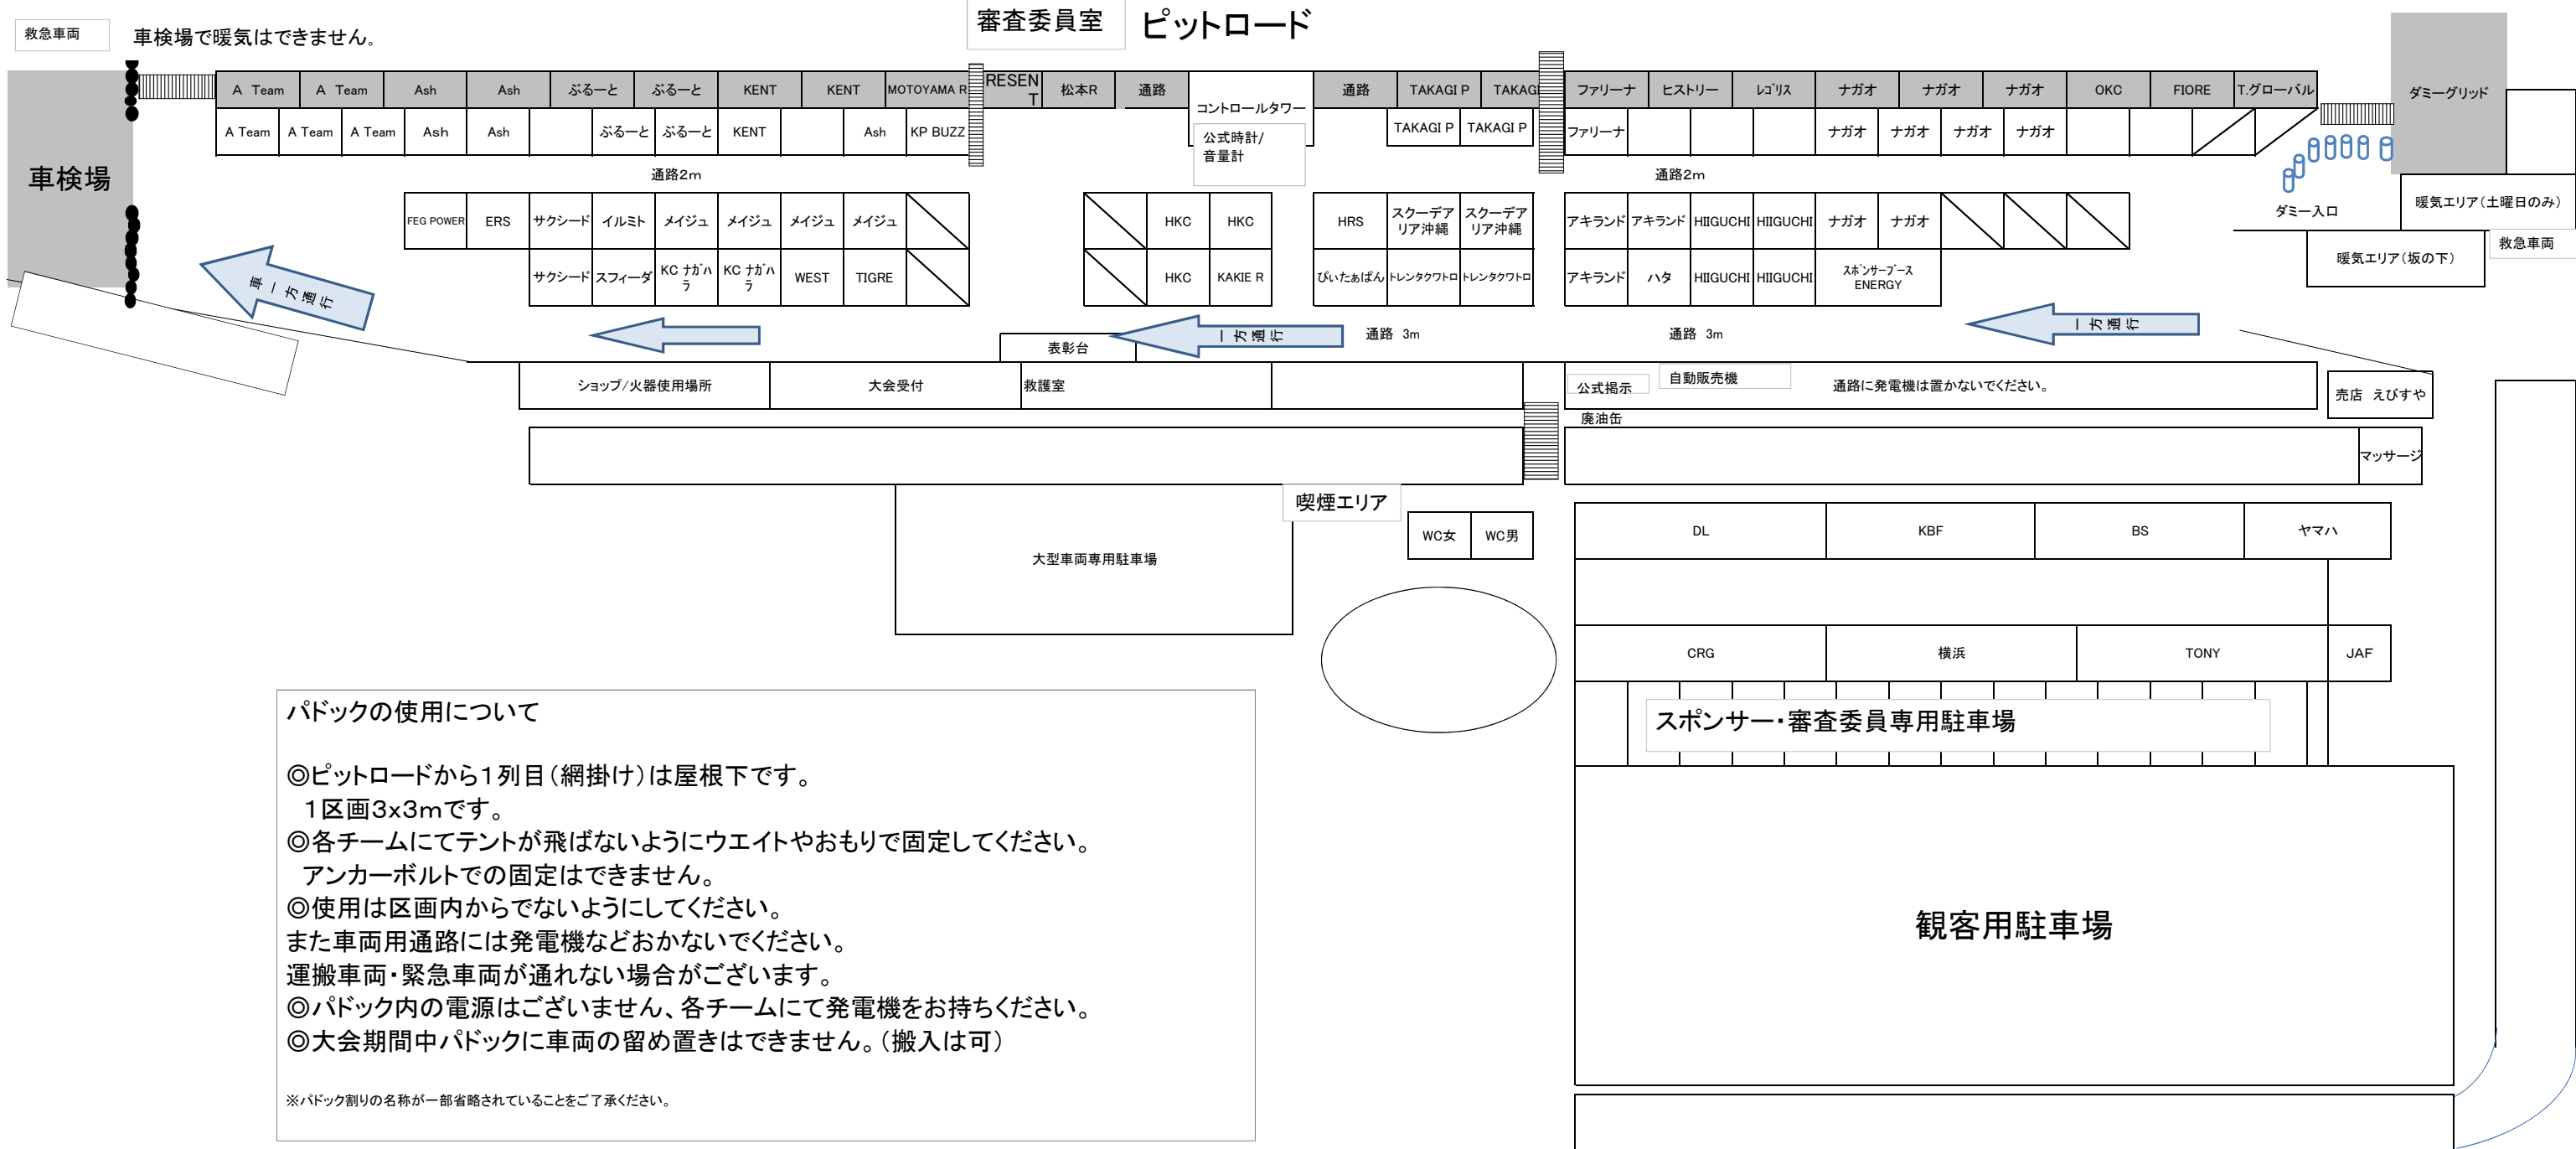 審査委員室
ピットロード
救急車両
車検場で暖気はできません。
A Team
A Team
Ash
Ash
ぶるーと
ぶるーと
KENT
KENT
MOTOYAMA R
RESEN
T
松本R
通路
コントロールタワー
通路
TAKAGI P
TAKAGI
ファリーナ
ヒストリー
レゴリス
ナガオ
ナガオ
ナガオ
OKC
FIORE
T.グローバル
ダミーグリッド
A Team
A Team
A Team
Ash
Ash
ぶるーと
ぶるーと
KENT
Ash
KP BUZZ
公式時計/
音量計
TAKAGI P
TAKAGI P
ファリーナ
ナガオ
ナガオ
ナガオ
ナガオ
車検場
通路2m
通路2m
FEG POWER
ERS
サクシード
イルミト
メイジュ
メイジュ
メイジュ
メイジュ
HKC
HKC
HRS
スクーデア
リア沖縄
スクーデア
リア沖縄
アキランド
アキランド
HIIGUCHI
HIIGUCHI
ナガオ
ナガオ
ダミー入口
暖気エリア(土曜日のみ)
救急車両
サクシード
スフィーダ
KC ナガハ
ラ
KC ナガハ
ラ
WEST
TIGRE
HKC
KAKIE R
ぴいたぁぱん
トレンタクワトロ
トレンタクワトロ
アキランド
ハタ
HIIGUCHI
HIIGUCHI
スポンサーブース
ENERGY
暖気エリア(坂の下)
車一方通行
一方通行
通路 3m
通路 3m
一方通行
表彰台
ショップ/火器使用場所
大会受付
救護室
公式掲示
自動販売機
通路に発電機は置かないでください。
売店 えびすや
廃油缶
マッサージ
喫煙エリア
大型車両専用駐車場
WC女
WC男
DL
KBF
BS
ヤマハ
CRG
横浜
TONY
JAF
スポンサー・審査委員専用駐車場
観客用駐車場
パドックの使用について
◎ピットロードから1列目(網掛け)は屋根下です。
1区画3x3mです。
◎各チームにてテントが飛ばないようにウエイトやおもりで固定してください。
アンカーボルトでの固定はできません。
◎使用は区画内からでないようにしてください。
また車両用通路には発電機などおかないでください。
運搬車両・緊急車両が通れない場合がございます。
◎パドック内の電源はございません、各チームにて発電機をお持ちください。
◎大会期間中パドックに車両の留め置きはできません。(搬入は可)
※パドック割りの名称が一部省略されていることをご了承ください。